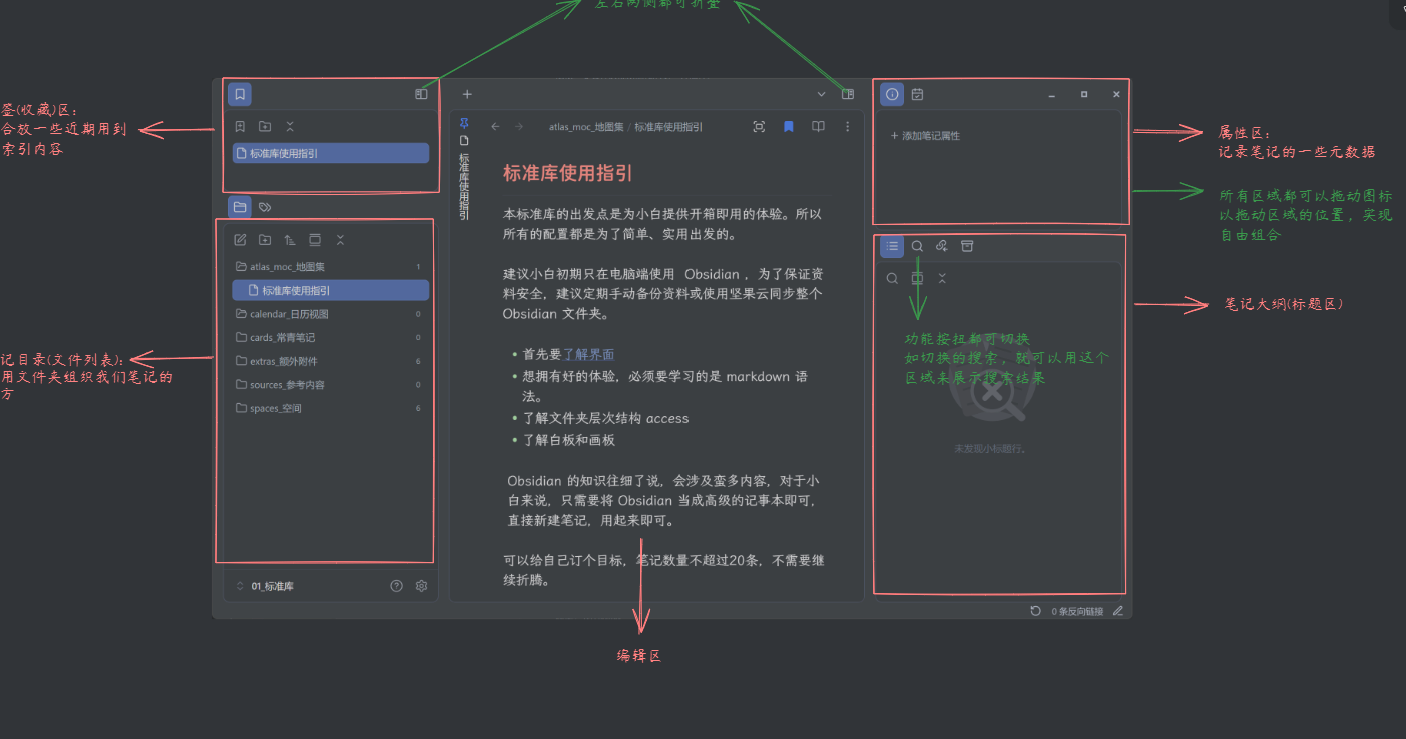 左右两侧都可折叠
签(收藏)区：
合放一些近期用到
索引内容
标准库使用指引
atlas_moc_地图集 / 标准库使用指引
+ 添加笔记属性
属性区：
记录笔记的一些元数据
所有区域都可以拖动图标
以拖动区域的位置，实现
自由组合
标准库使用指引
标准库使用指引
本标准库的出发点是为小白提供开箱即用的体验。所以
所有的配置都是为了简单、实用出发的。
建议小白初期只在电脑端使用 Obsidian ，为了保证资
料安全，建议定期手动备份资料或使用坚果云同步整个
Obsidian 文件夹。
• 首先要了解界面
• 想拥有好的体验，必须要学习的是 markdown 语
法。
• 了解文件夹层次结构 access
• 了解白板和画板
Obsidian 的知识往细了说，会涉及蛮多内容，对于小
白来说，只需要将 Obsidian 当成高级的记事本即可，
直接新建笔记，用起来即可。
可以给自己订个目标，笔记数量不超过20条，不需要继
续折腾。
atlas_moc_地图集 1
标准库使用指引
calendar_日历视图 0
cards_常青笔记 0
extras_额外附件 6
sources_参考内容 0
spaces_空间 6
记目录(文件列表)：
用文件夹组织我们笔记的
方
01_标准库
笔记大纲(标题区)
功能按扭都可切换
如切换的搜索，就可以用这个
区域来展示搜索结果
未发现小标题行。
0 条反向链接
编辑区